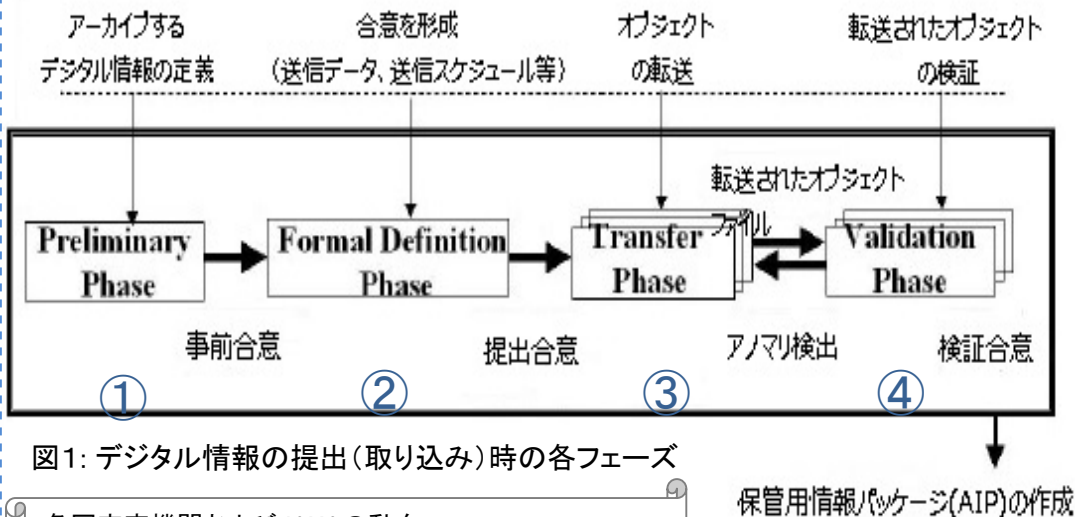 アーカイブする
デジタル情報の定義
合意を形成
(送信データ、送信スケジュール等)
オブジェクト
の転送
転送されたオブジェクト
の検証
転送されたオブジェクト
ファイル
Preliminary
Phase
Formal Definition
Phase
Transfer
Phase
Validation
Phase
事前合意
提出合意
アノマリ検出
検証合意
①
②
③
④
図1: デジタル情報の提出(取り込み)時の各フェーズ
保管用情報パッケージ(AIP)の作成